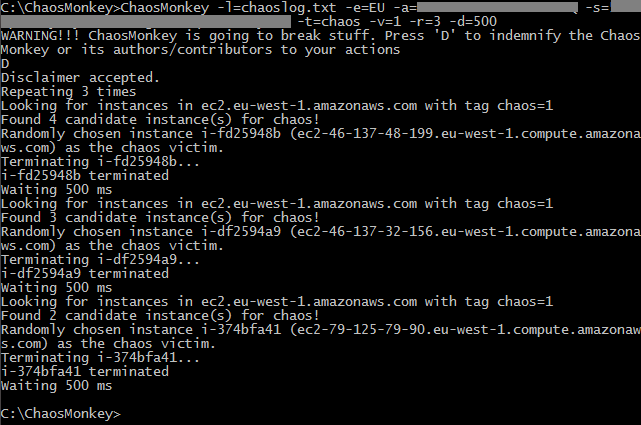 C:\ChaosMonkey>ChaosMonkey -l=chaoslog.txt -e=EU -a= -s=
-t=chaos -v=1 -r=3 -d=500
WARNING!!! ChaosMonkey is going to break stuff. Press 'D' to indemnify the Chaos
Monkey or its authors/contributors to your actions
D
Disclaimer accepted.
Repeating 3 times
Looking for instances in ec2.eu-west-1.amazonaws.com with tag chaos=1
Found 4 candidate instance(s) for chaos!
Randomly chosen instance i-fd25948b (ec2-46-137-48-199.eu-west-1.compute.amazona
ws.com) as the chaos victim.
Terminating i-fd25948b...
i-fd25948b terminated
Waiting 500 ms
Looking for instances in ec2.eu-west-1.amazonaws.com with tag chaos=1
Found 3 candidate instance(s) for chaos!
Randomly chosen instance i-df2594a9 (ec2-46-137-32-156.eu-west-1.compute.amazona
ws.com) as the chaos victim.
Terminating i-df2594a9...
i-df2594a9 terminated
Waiting 500 ms
Looking for instances in ec2.eu-west-1.amazonaws.com with tag chaos=1
Found 2 candidate instance(s) for chaos!
Randomly chosen instance i-374bfa41 (ec2-79-125-79-90.eu-west-1.compute.amazonaw
s.com) as the chaos victim.
Terminating i-374bfa41...
i-374bfa41 terminated
Waiting 500 ms
C:\ChaosMonkey>